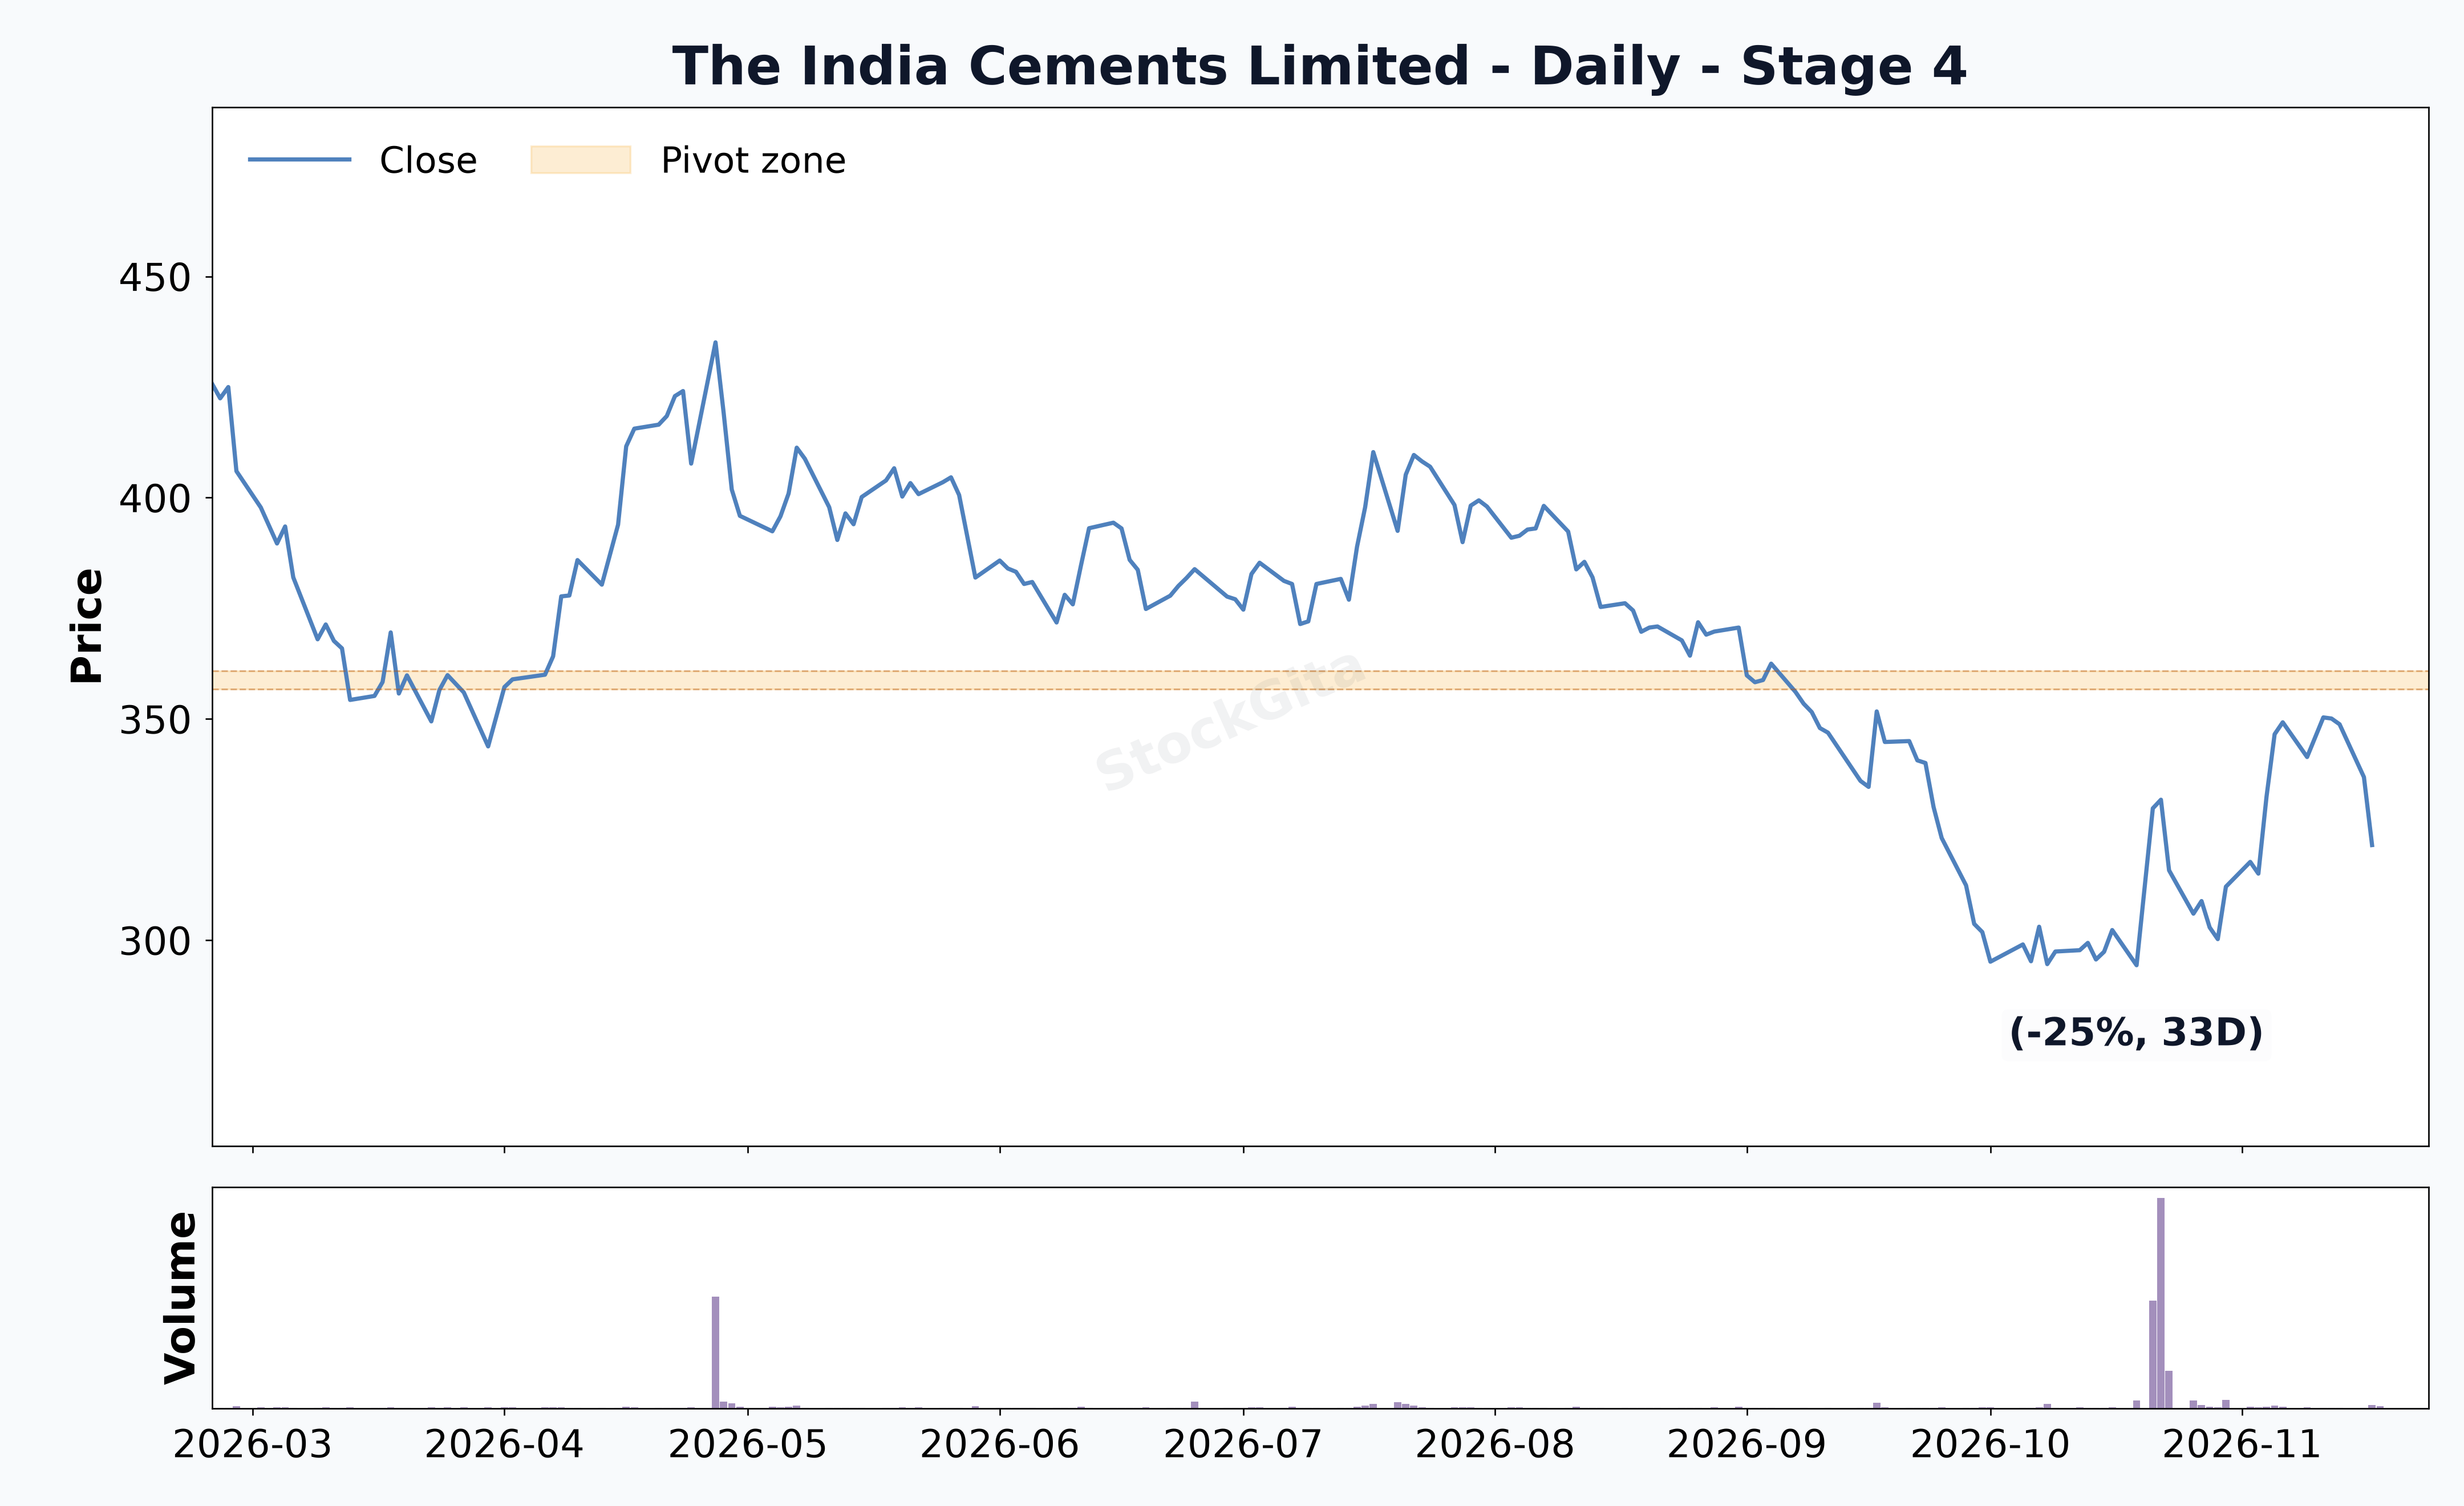 The India Cements Limited - Daily - Stage 4
Close
Pivot zone
450
400
350
300
Price
StockGita
(-25%, 33D)
Volume
2026-03
2026-04
2026-05
2026-06
2026-07
2026-08
2026-09
2026-10
2026-11